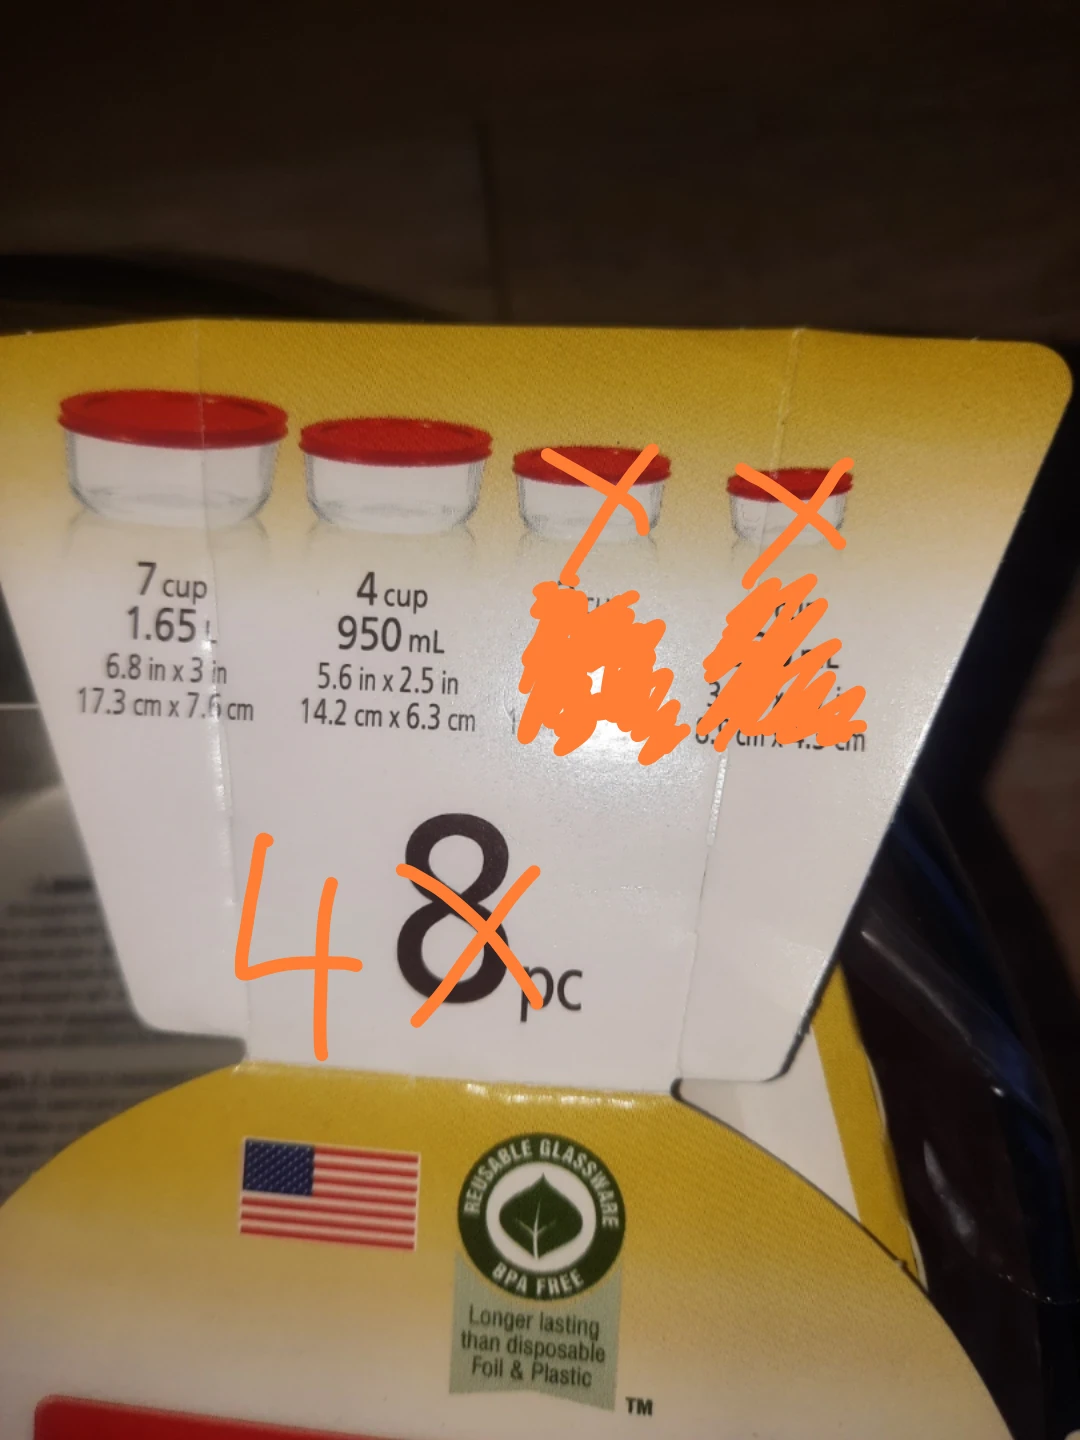 7 cup
1.65 L
6.8 in x 3 in
17.3 cm x 7.6 cm
4 cup
950 mL
5.6 in x 2.5 in
14.2 cm x 6.3 cm
4 8 pc
REUSABLE GLASSWARE
BPA FREE
Longer lasting
than disposable
Foil & Plastic
TM